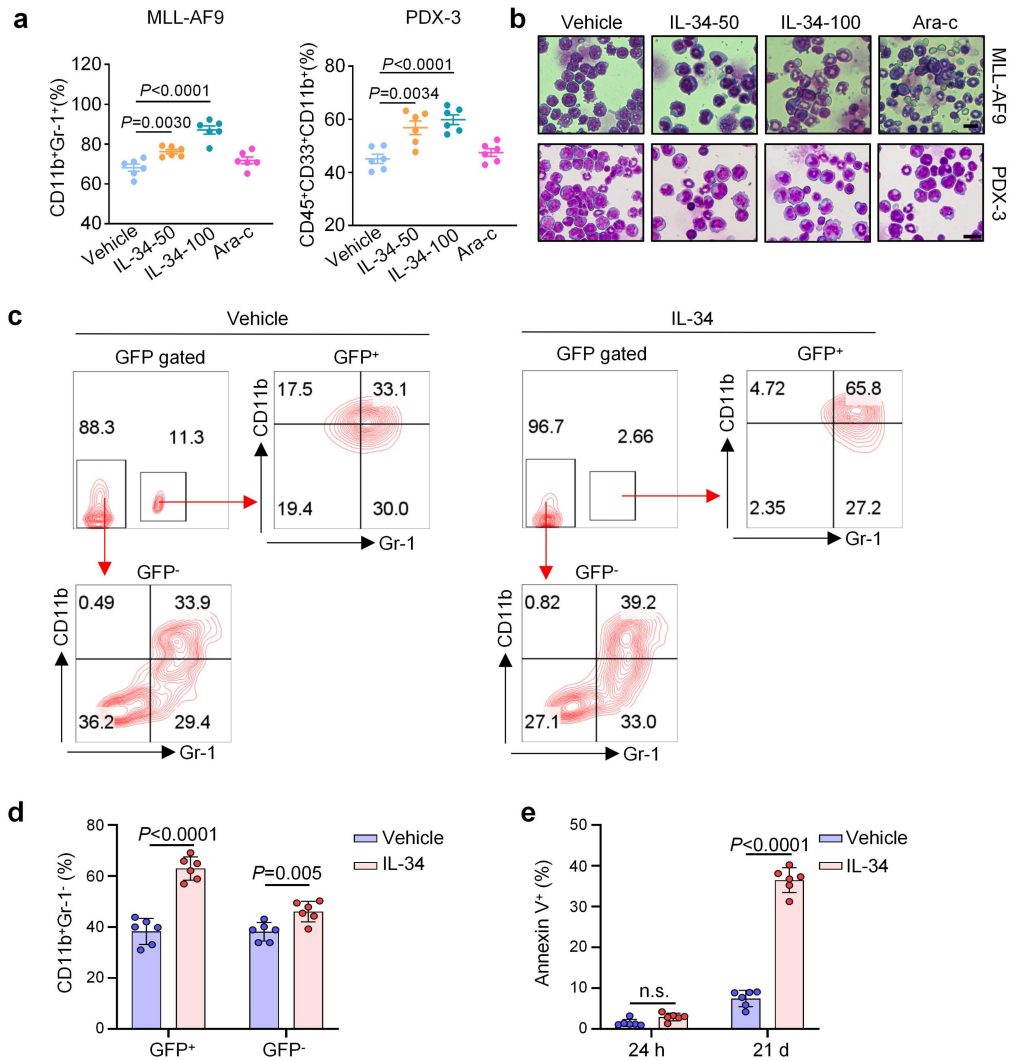 a
MLL-AF9
CD11b⁺Gr-1⁺(%)
120
100
80
60
40
P<0.0001
P=0.0030
Vehicle
IL-34-50
IL-34-100
Ara-c
PDX-3
CD45⁺CD33⁺CD11b⁺(%)
80
60
40
20
P<0.0001
P=0.0034
Vehicle
IL-34-50
IL-34-100
Ara-c
b
Vehicle
IL-34-50
IL-34-100
Ara-c
MLL-AF9
PDX-3
c
Vehicle
GFP gated
88.3
11.3
GFP⁺
CD11b
17.5
33.1
19.4
30.0
Gr-1
GFP⁻
CD11b
0.49
33.9
36.2
29.4
Gr-1
IL-34
GFP gated
96.7
2.66
GFP⁺
CD11b
4.72
65.8
2.35
27.2
Gr-1
GFP⁻
CD11b
0.82
39.2
27.1
33.0
Gr-1
d
CD11b⁺Gr-1⁻ (%)
80
60
40
20
0
P<0.0001
P=0.005
GFP⁺
GFP⁻
Vehicle
IL-34
e
Annexin V⁺ (%)
50
40
30
20
10
0
n.s.
P<0.0001
24 h
21 d
Vehicle
IL-34